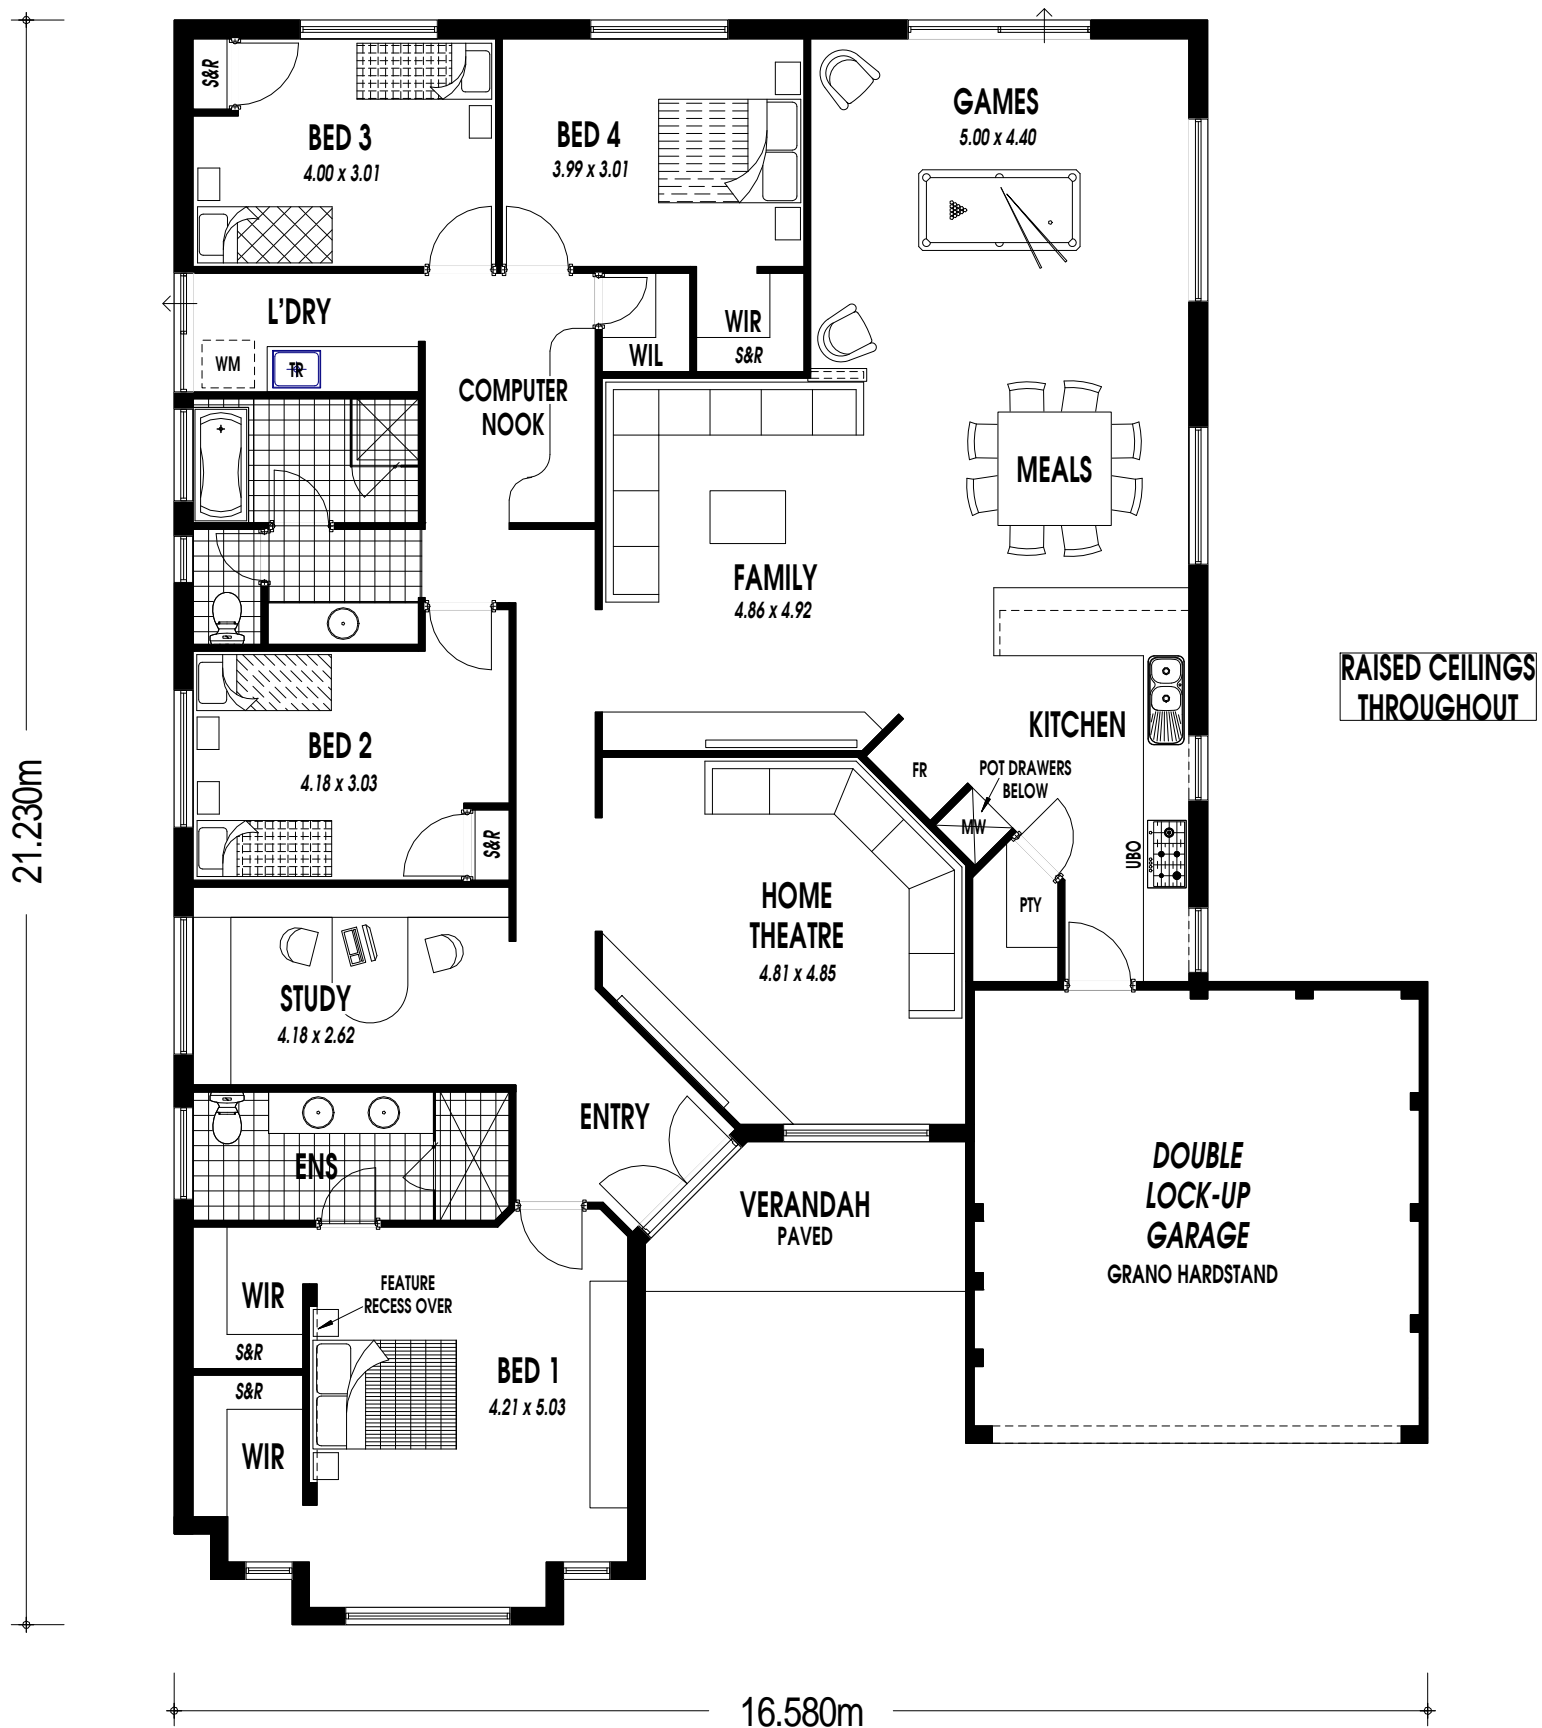 S&R
BED 3
4.00 x 3.01
BED 4
3.99 x 3.01
GAMES
5.00 x 4.40
L'DRY
WM
TR
WIL
WIR
S&R
COMPUTER
NOOK
MEALS
FAMILY
4.86 x 4.92
RAISED CEILINGS
THROUGHOUT
KITCHEN
BED 2
4.18 x 3.03
S&R
FR
POT DRAWERS
BELOW
MW
UBO
PTY
21.230m
HOME
THEATRE
4.81 x 4.85
STUDY
4.18 x 2.62
ENTRY
ENS
VERANDAH
PAVED
DOUBLE
LOCK-UP
GARAGE
GRANO HARDSTAND
WIR
S&R
FEATURE
RECESS OVER
BED 1
4.21 x 5.03
S&R
WIR
16.580m